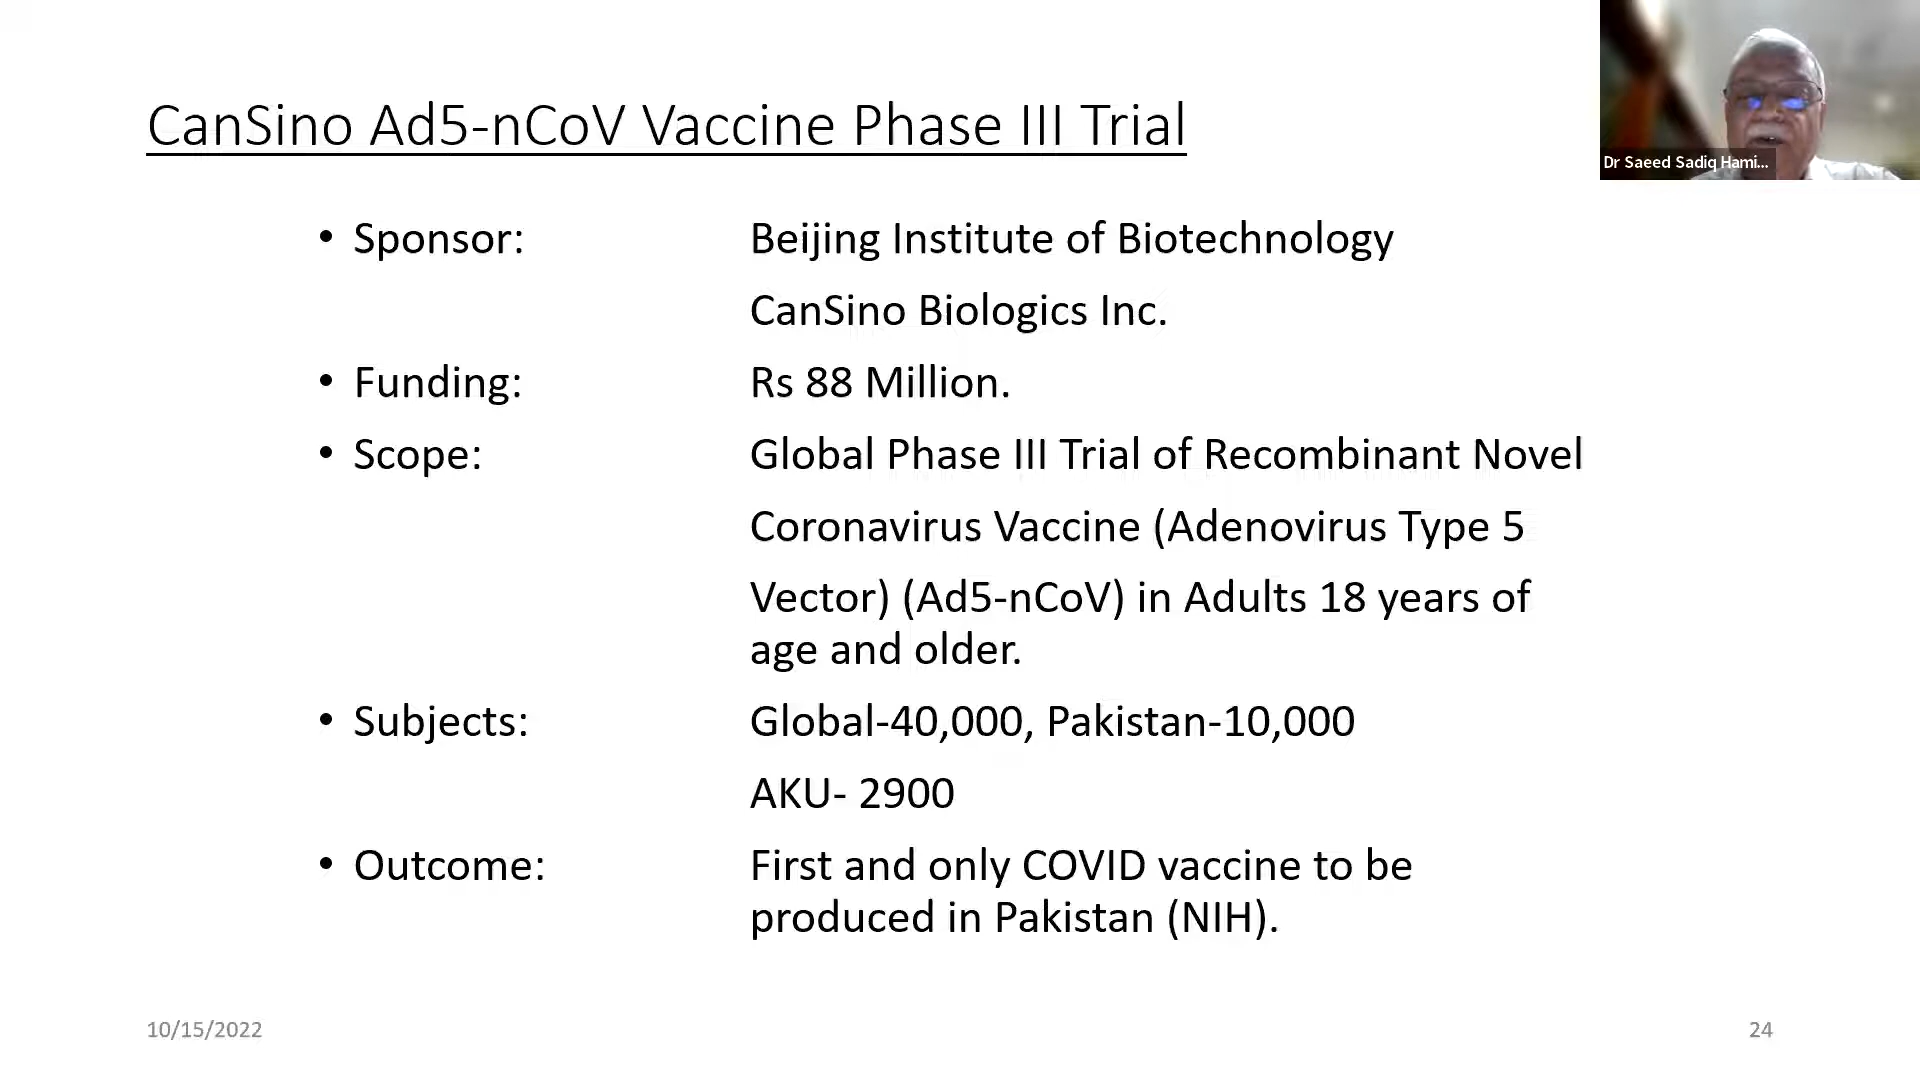 CanSino Ad5-nCoV Vaccine Phase III Trial
Dr Saeed Sadiq Hami...
• Sponsor: Beijing Institute of Biotechnology
CanSino Biologics Inc.
• Funding: Rs 88 Million.
• Scope: Global Phase III Trial of Recombinant Novel
Coronavirus Vaccine (Adenovirus Type 5
Vector) (Ad5-nCoV) in Adults 18 years of
age and older.
• Subjects: Global-40,000, Pakistan-10,000
AKU- 2900
• Outcome: First and only COVID vaccine to be
produced in Pakistan (NIH).
10/15/2022 24